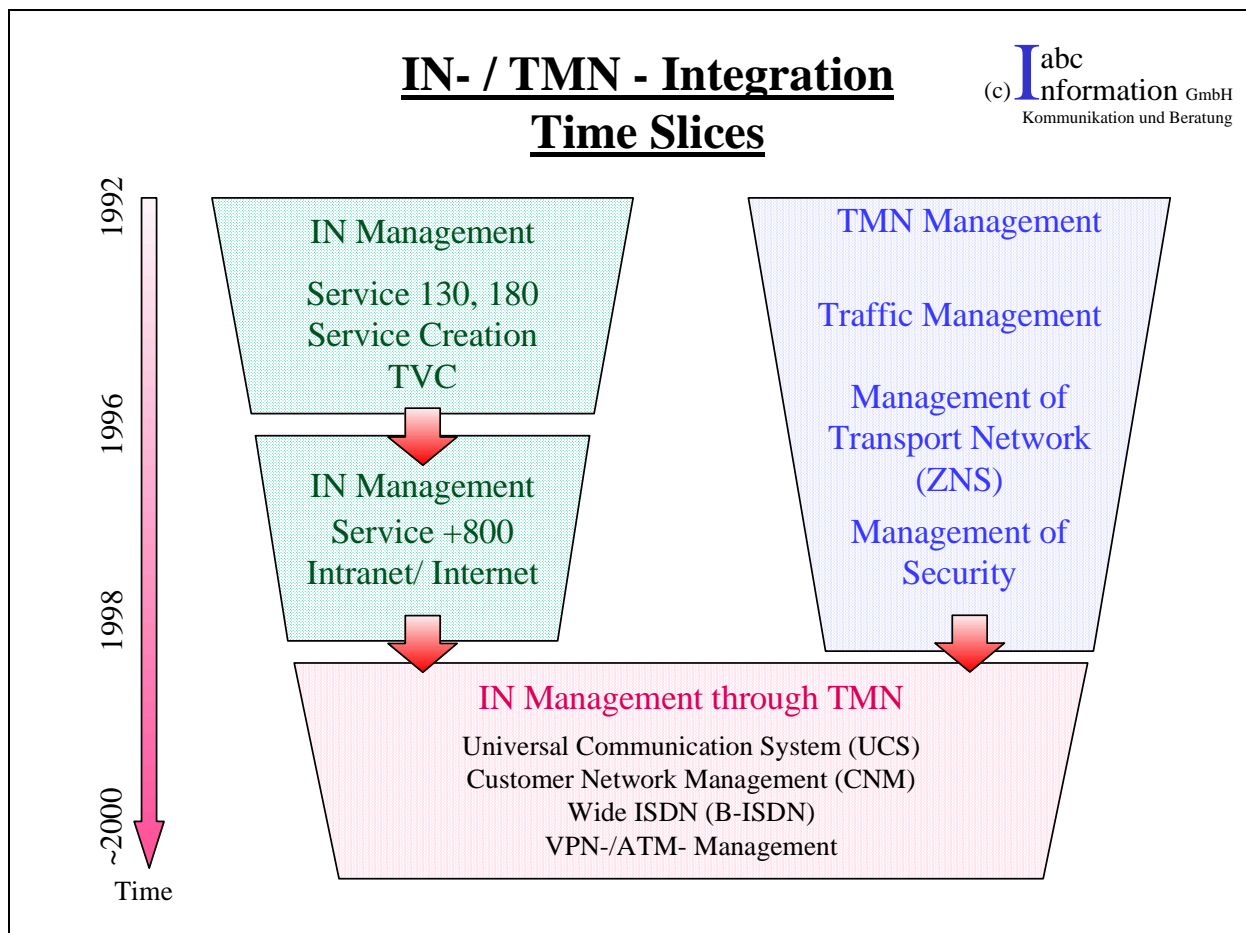 IN- / TMN - Integration
Time Slices
(c) Iabc
Information GmbH
Kommunikation und Beratung
1992
1996
1998
~2000
Time
IN Management
Service 130, 180
Service Creation
TVC
IN Management
Service +800
Intranet/ Internet
TMN Management
Traffic Management
Management of
Transport Network
(ZNS)
Management of
Security
IN Management through TMN
Universal Communication System (UCS)
Customer Network Management (CNM)
Wide ISDN (B-ISDN)
VPN-/ATM- Management